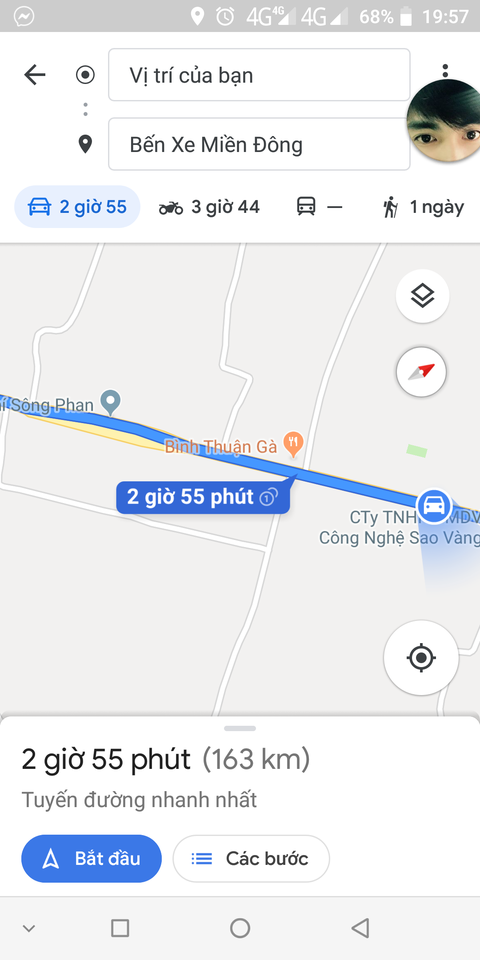 4G 4G 4G 68% 19:57
Vị trí của bạn
Bến Xe Miền Đông
2 giờ 55 3 giờ 44 — 1 ngày
Sông Phan
Bình Thuận Gà
2 giờ 55 phút
CTy TNH MDV
Công Nghệ Sao Vàng
2 giờ 55 phút (163 km)
Tuyến đường nhanh nhất
Bắt đầu Các bước